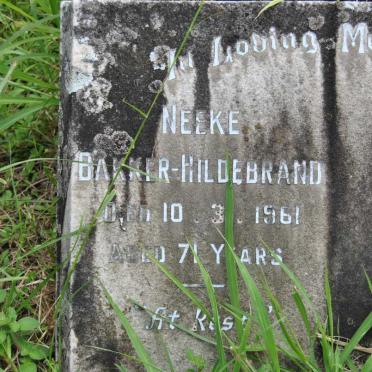 In Loving M
NEEKE
BAKKER-HILDEBRAND
DIED 10 . 3 . 1961
AGED 71 YEARS
"At Rest"